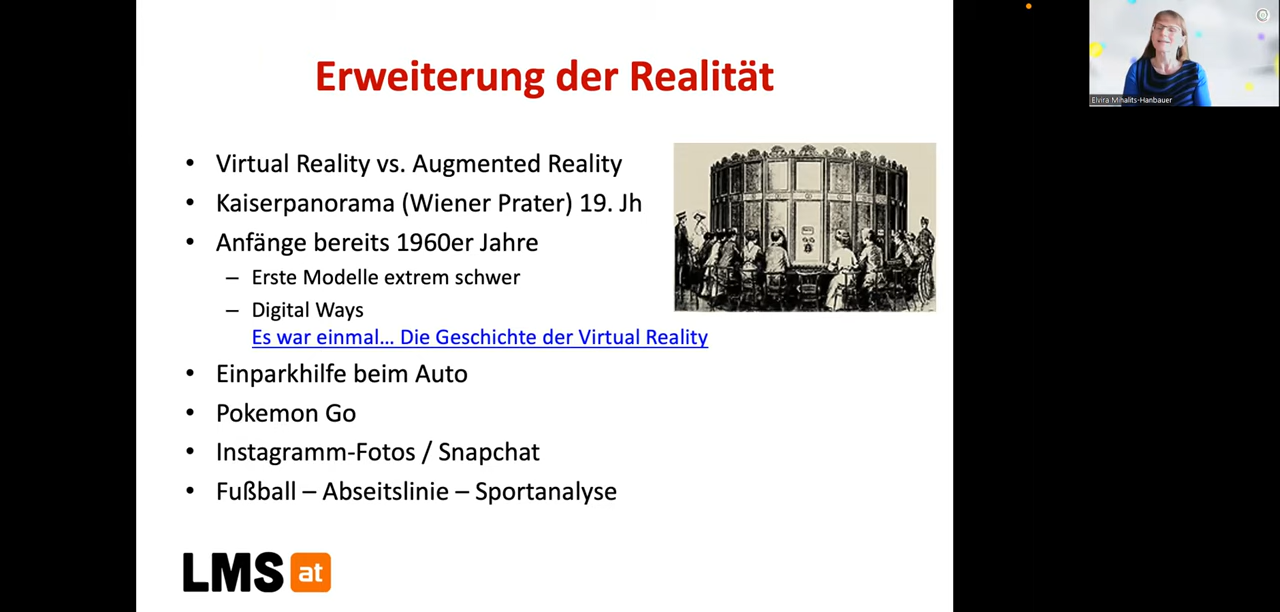 Erweiterung der Realität
• Virtual Reality vs. Augmented Reality
• Kaiserpanorama (Wiener Prater) 19. Jh
• Anfänge bereits 1960er Jahre
– Erste Modelle extrem schwer
– Digital Ways
Es war einmal... Die Geschichte der Virtual Reality
• Einparkhilfe beim Auto
• Pokemon Go
• Instagramm-Fotos / Snapchat
• Fußball – Abseitslinie – Sportanalyse
LMS at
Elvira Mihalits-Hanbauer